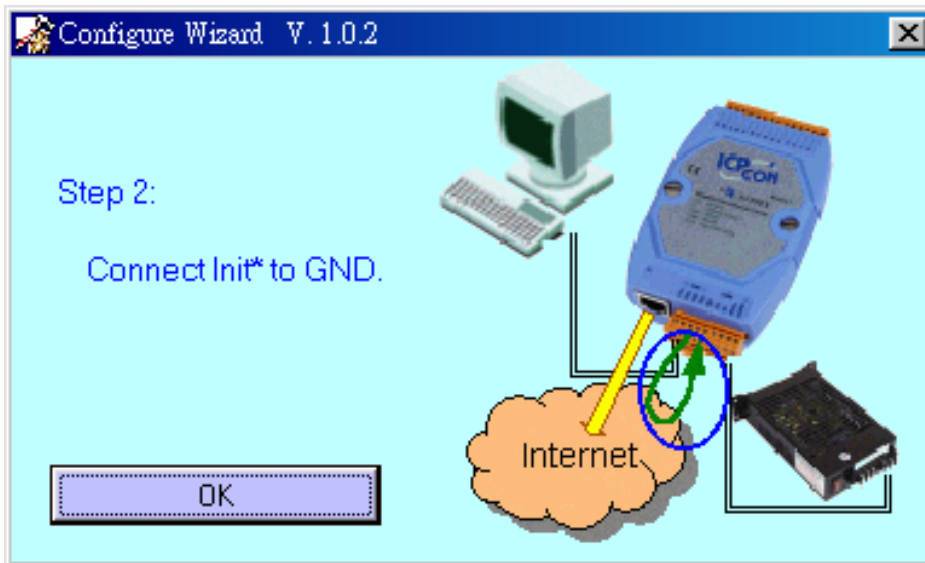 Configure Wizard V. 1.0.2
Step 2:
Connect Init* to GND.
ICP
CON
Internet
OK